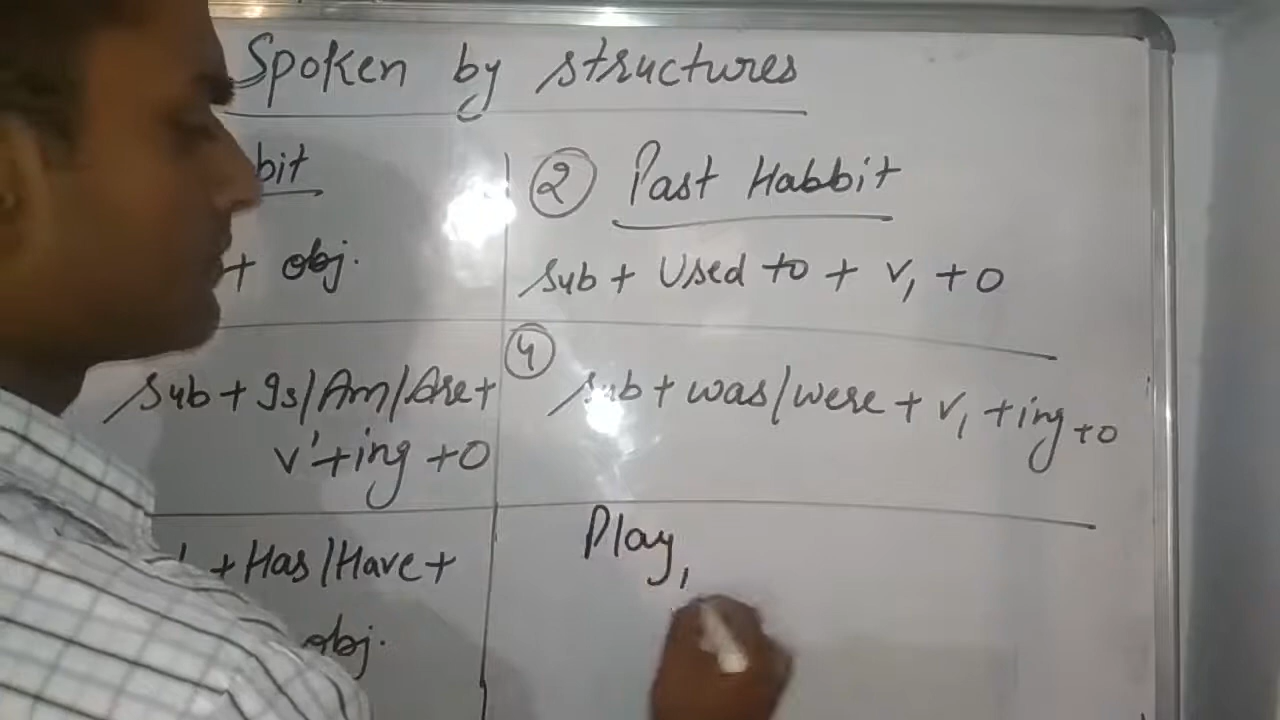 Spoken by structures
bit
+ obj.
② Past Habbit
Sub + Used to + V1 + O
Sub + Is/Am/Are +
V'+ing + O
④
Sub + was/were + V1 + ing + O
+ Has/Have +
obj.
Play,